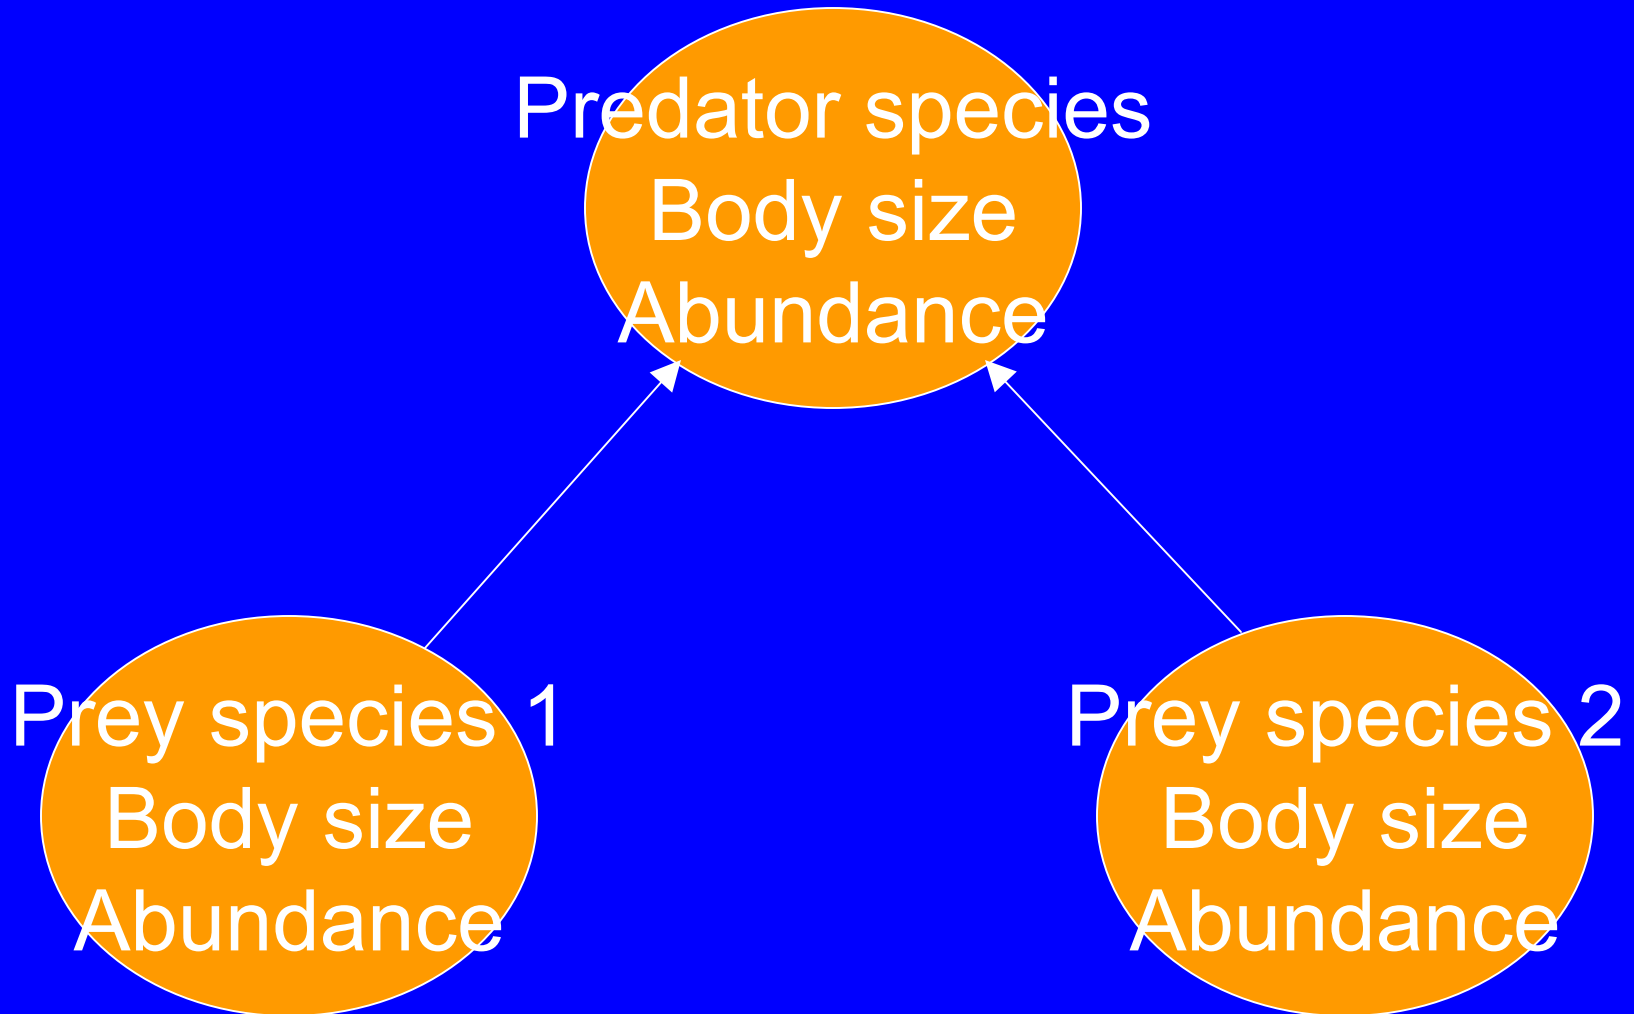 Predator species
Body size
Abundance
Prey species 1
Body size
Abundance
Prey species 2
Body size
Abundance